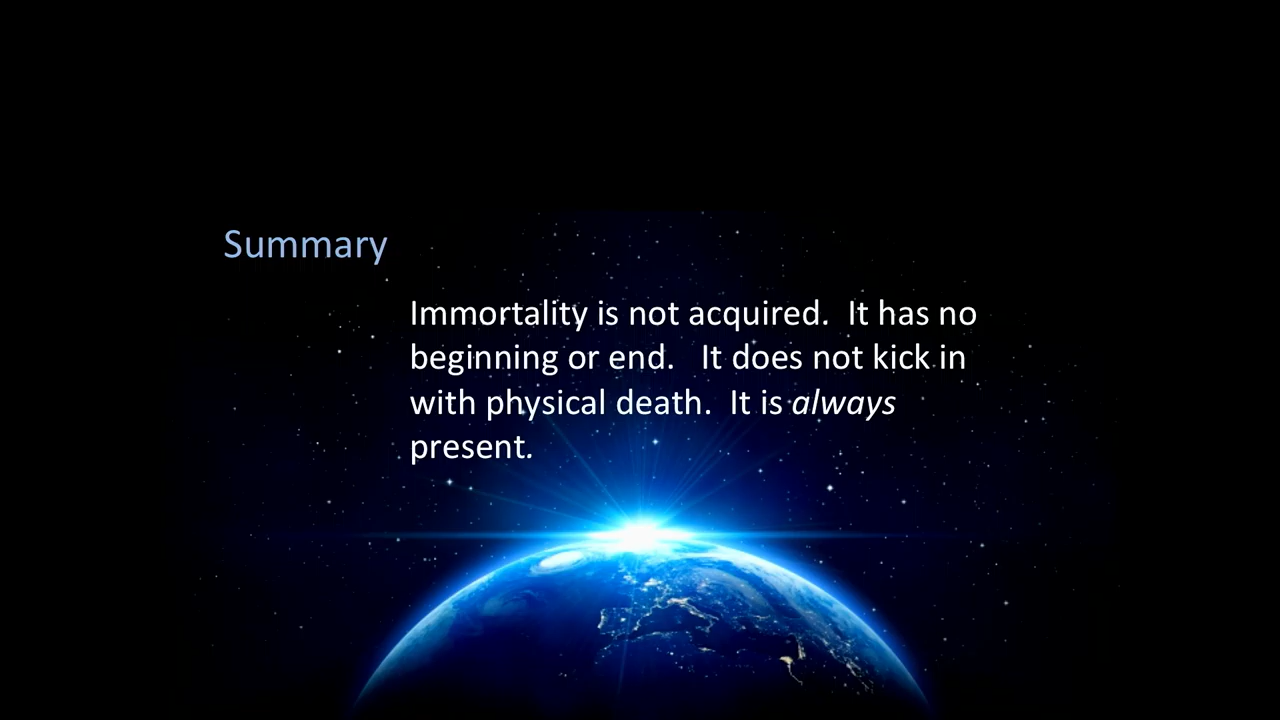 Summary
Immortality is not acquired.  It has no
beginning or end.   It does not kick in
with physical death.  It is always
present.